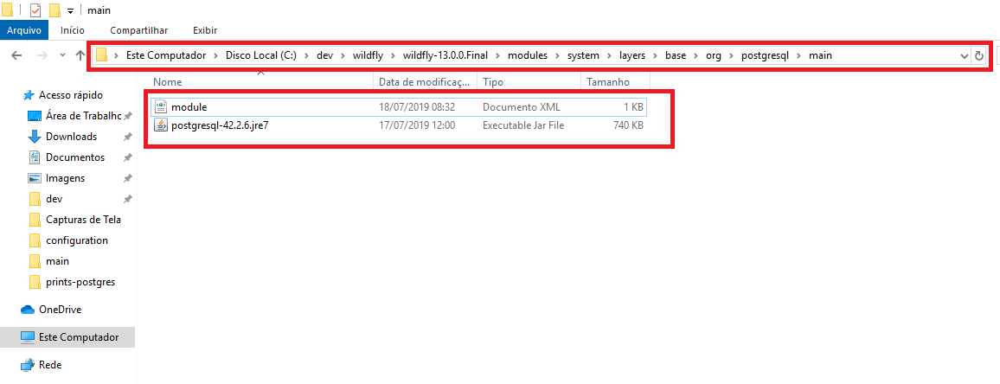 main
Arquivo Início Compartilhar Exibir
Este Computador Disco Local (C:) dev wildfly wildfly-13.0.0.Final modules system layers base org postgresql main
Nome Data de modificaç... Tipo Tamanho
module 18/07/2019 08:32 Documento XML 1 KB
postgresql-42.2.6.jre7 17/07/2019 12:00 Executable Jar File 740 KB
Acesso rápido
Área de Trabalho
Downloads
Documentos
Imagens
dev
Capturas de Tela
configuration
main
prints-postgres
OneDrive
Este Computador
Rede